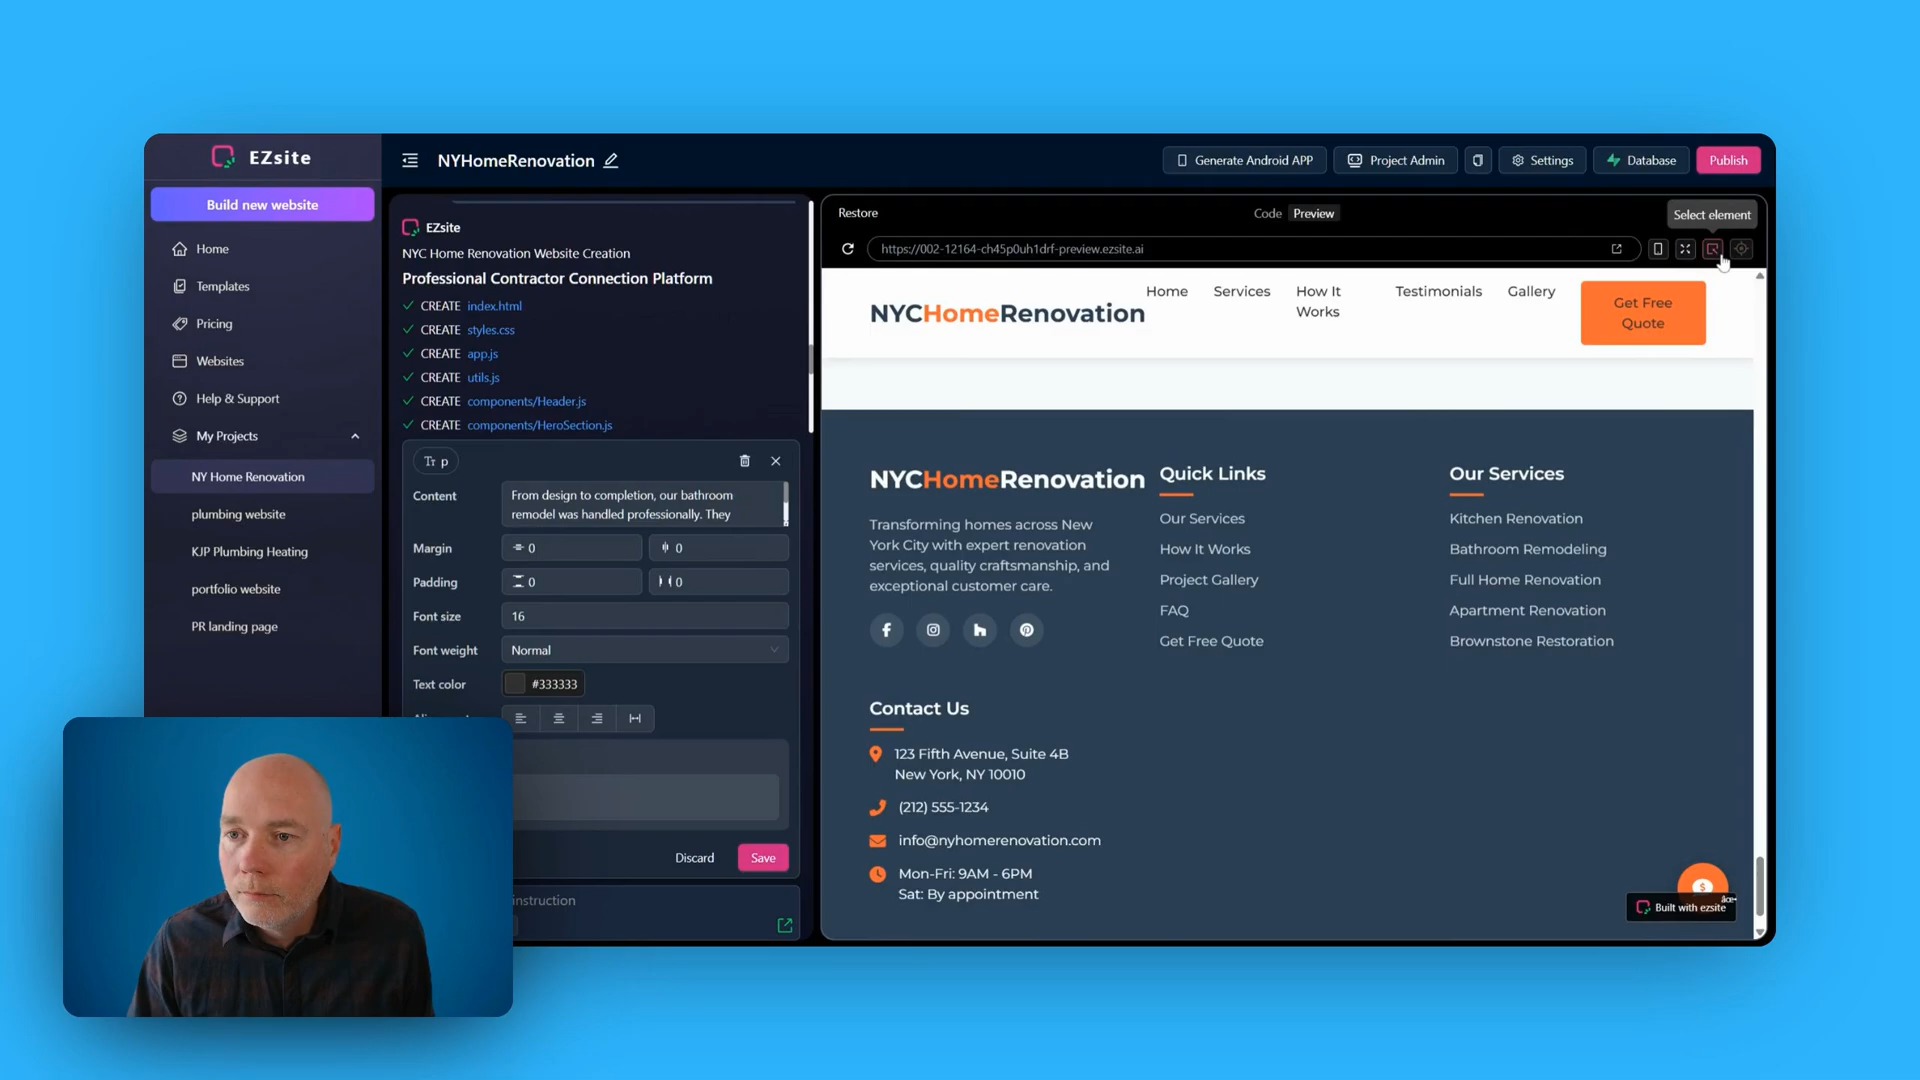 EZsite
Build new website
Home
Templates
Pricing
Websites
Help & Support
My Projects
NY Home Renovation
plumbing website
KJP Plumbing Heating
portfolio website
PR landing page
NYHomeRenovation
Generate Android APP
Project Admin
Settings
Database
Publish
EZsite
NYC Home Renovation Website Creation
Professional Contractor Connection Platform
CREATE index.html
CREATE styles.css
CREATE app.js
CREATE utils.js
CREATE components/Header.js
CREATE components/HeroSection.js
Tт p
Content
From design to completion, our bathroom
remodel was handled professionally. They
Margin
0
0
Padding
0
0
Font size
16
Font weight
Normal
Text color
#333333
Discard
Save
instruction
Restore
Code
Preview
Select element
https://002-12164-ch45p0uh1drf-preview.ezsite.ai
NYCHomeRenovation
Home
Services
How It
Works
Testimonials
Gallery
Get Free
Quote
NYCHomeRenovation
Transforming homes across New
York City with expert renovation
services, quality craftsmanship, and
exceptional customer care.
Quick Links
Our Services
How It Works
Project Gallery
FAQ
Get Free Quote
Our Services
Kitchen Renovation
Bathroom Remodeling
Full Home Renovation
Apartment Renovation
Brownstone Restoration
Contact Us
123 Fifth Avenue, Suite 4B
New York, NY 10010
(212) 555-1234
info@nyhomerenovation.com
Mon-Fri: 9AM - 6PM
Sat: By appointment
Built with ezsite